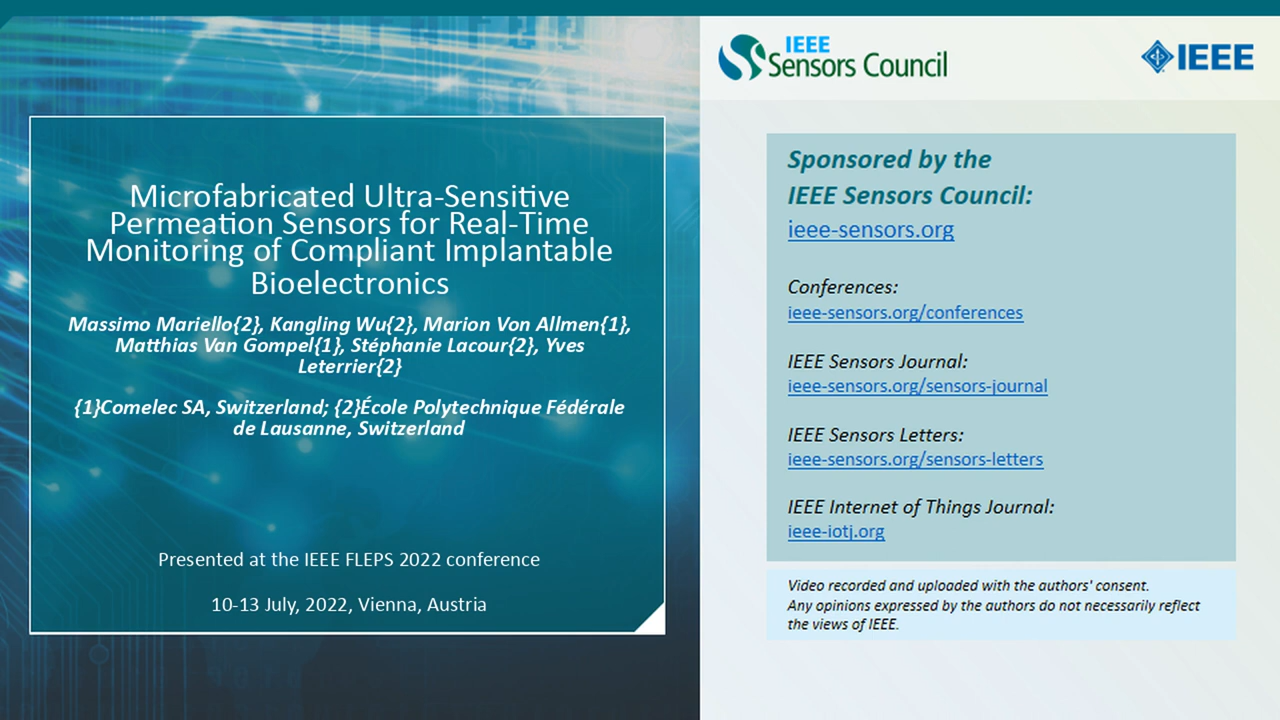 Microfabricated Ultra-Sensitive
Permeation Sensors for Real-Time
Monitoring of Compliant Implantable
Bioelectronics
Massimo Mariello{2}, Kangling Wu{2}, Marion Von Allmen{1},
Matthias Van Gompel{1}, Stéphanie Lacour{2}, Yves
Leterrier{2}
{1}Comelec SA, Switzerland; {2}École Polytechnique Fédérale
de Lausanne, Switzerland
Presented at the IEEE FLEPS 2022 conference
10-13 July, 2022, Vienna, Austria
IEEE
Sensors Council
IEEE
Sponsored by the
IEEE Sensors Council:
ieee-sensors.org
Conferences:
ieee-sensors.org/conferences
IEEE Sensors Journal:
ieee-sensors.org/sensors-journal
IEEE Sensors Letters:
ieee-sensors.org/sensors-letters
IEEE Internet of Things Journal:
ieee-iotj.org
Video recorded and uploaded with the authors' consent.
Any opinions expressed by the authors do not necessarily reflect
the views of IEEE.